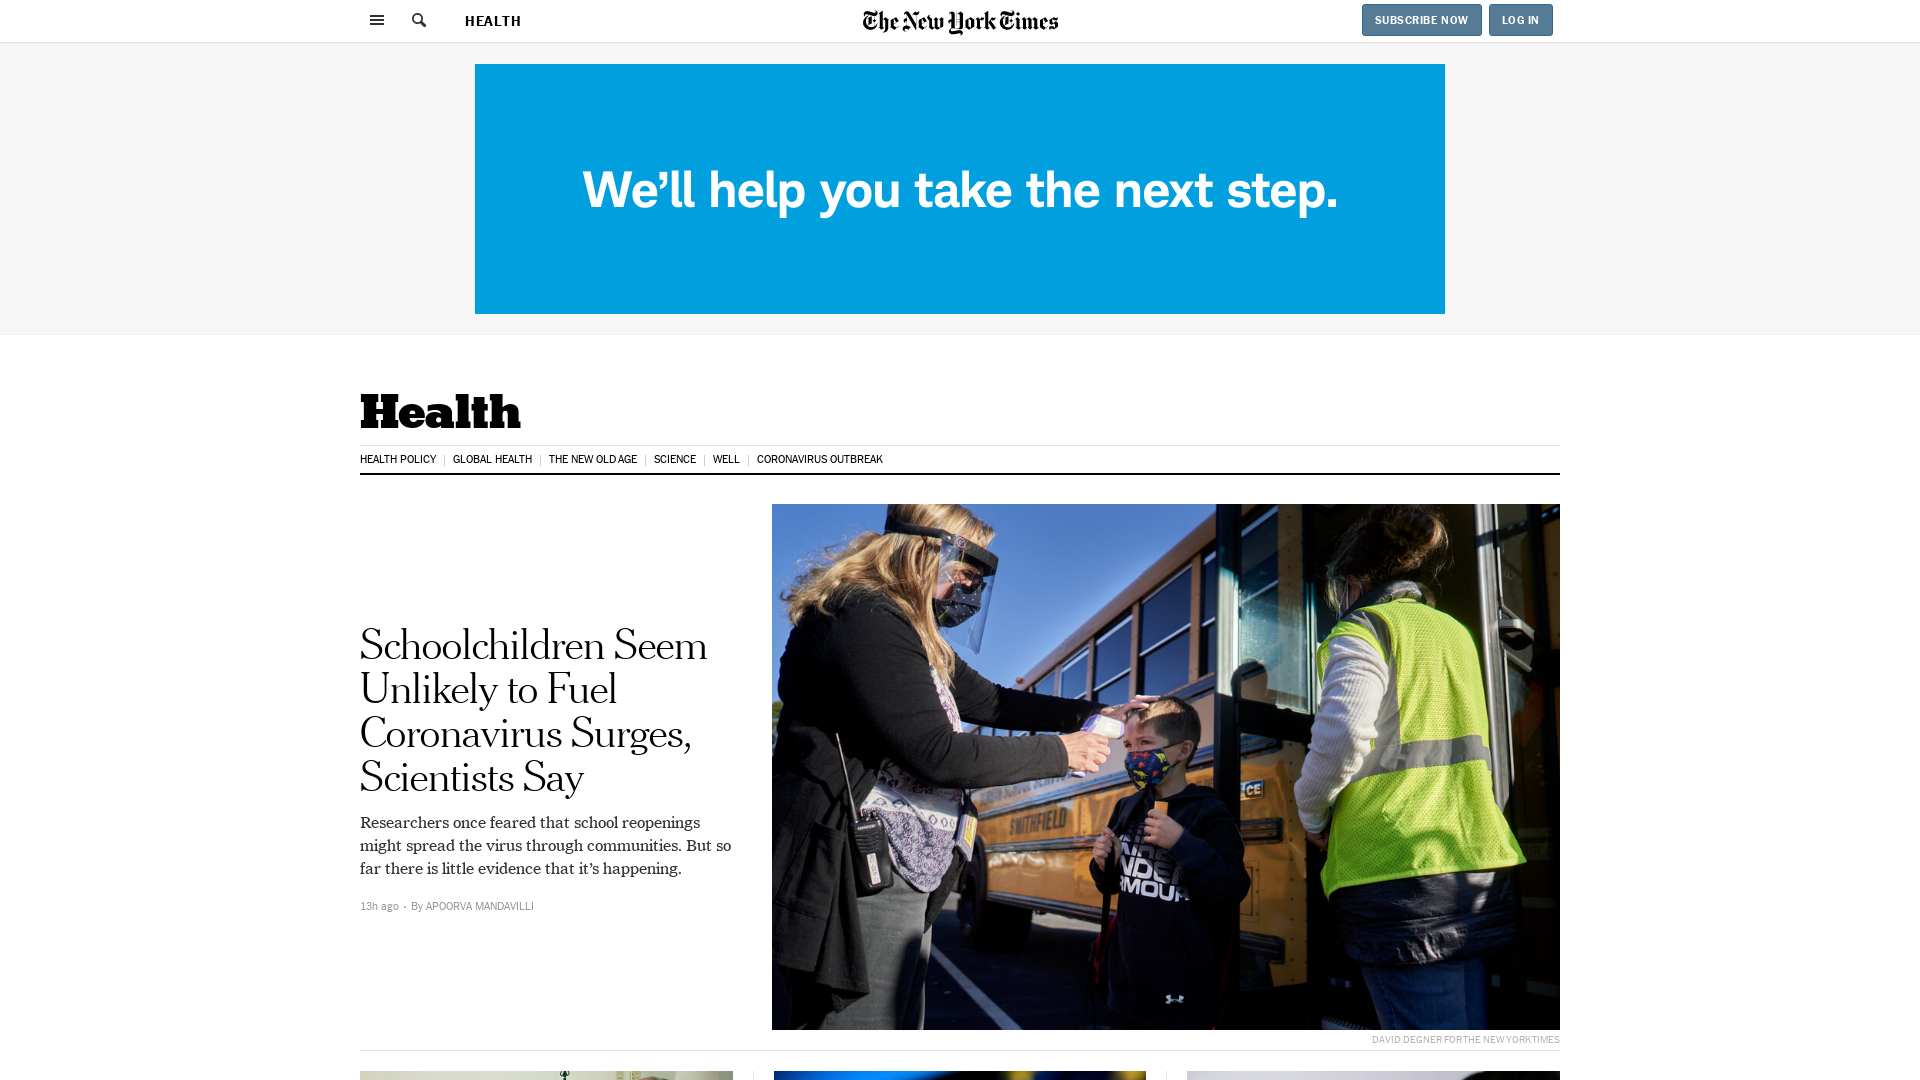 HEALTH
The New York Times
SUBSCRIBE NOW
LOG IN
We'll help you take the next step.
Health
HEALTH POLICY
GLOBAL HEALTH
THE NEW OLD AGE
SCIENCE
WELL
CORONAVIRUS OUTBREAK
Schoolchildren Seem
Unlikely to Fuel
Coronavirus Surges,
Scientists Say
Researchers once feared that school reopenings
might spread the virus through communities. But so
far there is little evidence that it's happening.
13h ago · By APOORVA MANDAVILLI
SMITHFIELD
CE
UNDER
ARMOUR
DAVID DEGNER FOR THE NEW YORK TIMES